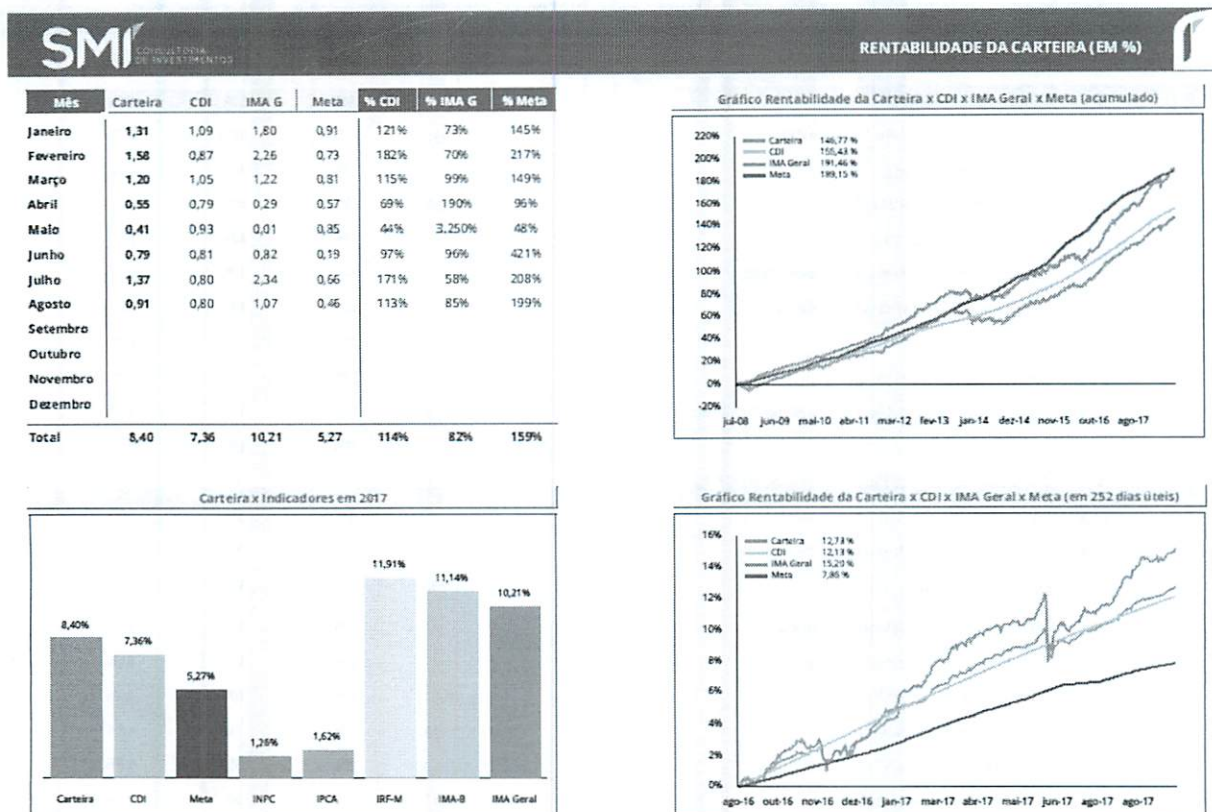 SMI
CONSULTORIA
DE INVESTIMENTOS
RENTABILIDADE DA CARTEIRA (EM %)
Mês Carteira CDI IMA G Meta % CDI % IMA G % Meta
Janeiro 1,31 1,09 1,80 0,91 121% 73% 145%
Fevereiro 1,58 0,87 2,26 0,73 182% 70% 217%
Março 1,20 1,05 1,22 0,81 115% 99% 149%
Abril 0,55 0,79 0,29 0,57 69% 190% 96%
Maio 0,41 0,93 0,01 0,85 44% 3.250% 48%
Junho 0,79 0,81 0,82 0,19 97% 96% 421%
Julho 1,37 0,80 2,34 0,66 171% 58% 208%
Agosto 0,91 0,80 1,07 0,46 113% 85% 199%
Setembro
Outubro
Novembro
Dezembro
Total 8,40 7,36 10,21 5,27 114% 82% 159%
Gráfico Rentabilidade da Carteira x CDI x IMA Geral x Meta (acumulado)
Carteira 146,77 %
CDI 155,43 %
IMA Geral 191,46 %
Meta 189,15 %
220%
200%
180%
160%
140%
120%
100%
80%
60%
40%
20%
0%
-20%
jul-08 jun-09 mai-10 abr-11 mar-12 fev-13 jan-14 dez-14 nov-15 out-16 ago-17
Carteira x Indicadores em 2017
8,40%
7,36%
5,27%
1,26%
1,62%
11,91%
11,14%
10,21%
Carteira CDI Meta INPC IPCA IRF-M IMA-B IMA Geral
Gráfico Rentabilidade da Carteira x CDI x IMA Geral x Meta (em 252 dias úteis)
Carteira 12,73 %
CDI 12,13 %
IMA Geral 15,20 %
Meta 7,86 %
16%
14%
12%
10%
8%
6%
4%
2%
0%
ago-16 out-16 nov-16 dez-16 jan-17 mar-17 abr-17 mai-17 jun-17 ago-17 ago-17